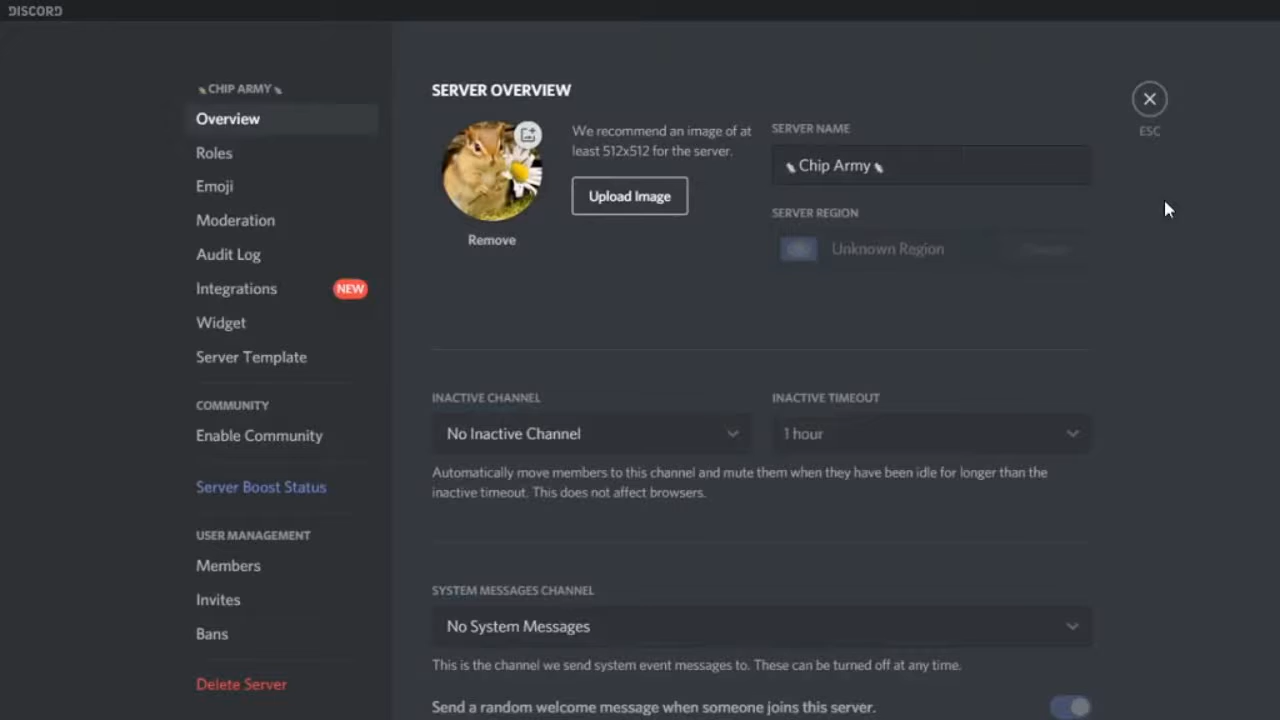 DISCORD
CHIP ARMY
Overview
Roles
Emoji
Moderation
Audit Log
Integrations
NEW
Widget
Server Template
COMMUNITY
Enable Community
Server Boost Status
USER MANAGEMENT
Members
Invites
Bans
Delete Server
SERVER OVERVIEW
We recommend an image of at
least 512x512 for the server.
Upload Image
Remove
SERVER NAME
Chip Army
SERVER REGION
Unknown Region
ESC
INACTIVE CHANNEL
No Inactive Channel
INACTIVE TIMEOUT
1 hour
Automatically move members to this channel and mute them when they have been idle for longer than the
inactive timeout. This does not affect browsers.
SYSTEM MESSAGES CHANNEL
No System Messages
This is the channel we send system event messages to. These can be turned off at any time.
Send a random welcome message when someone joins this server.